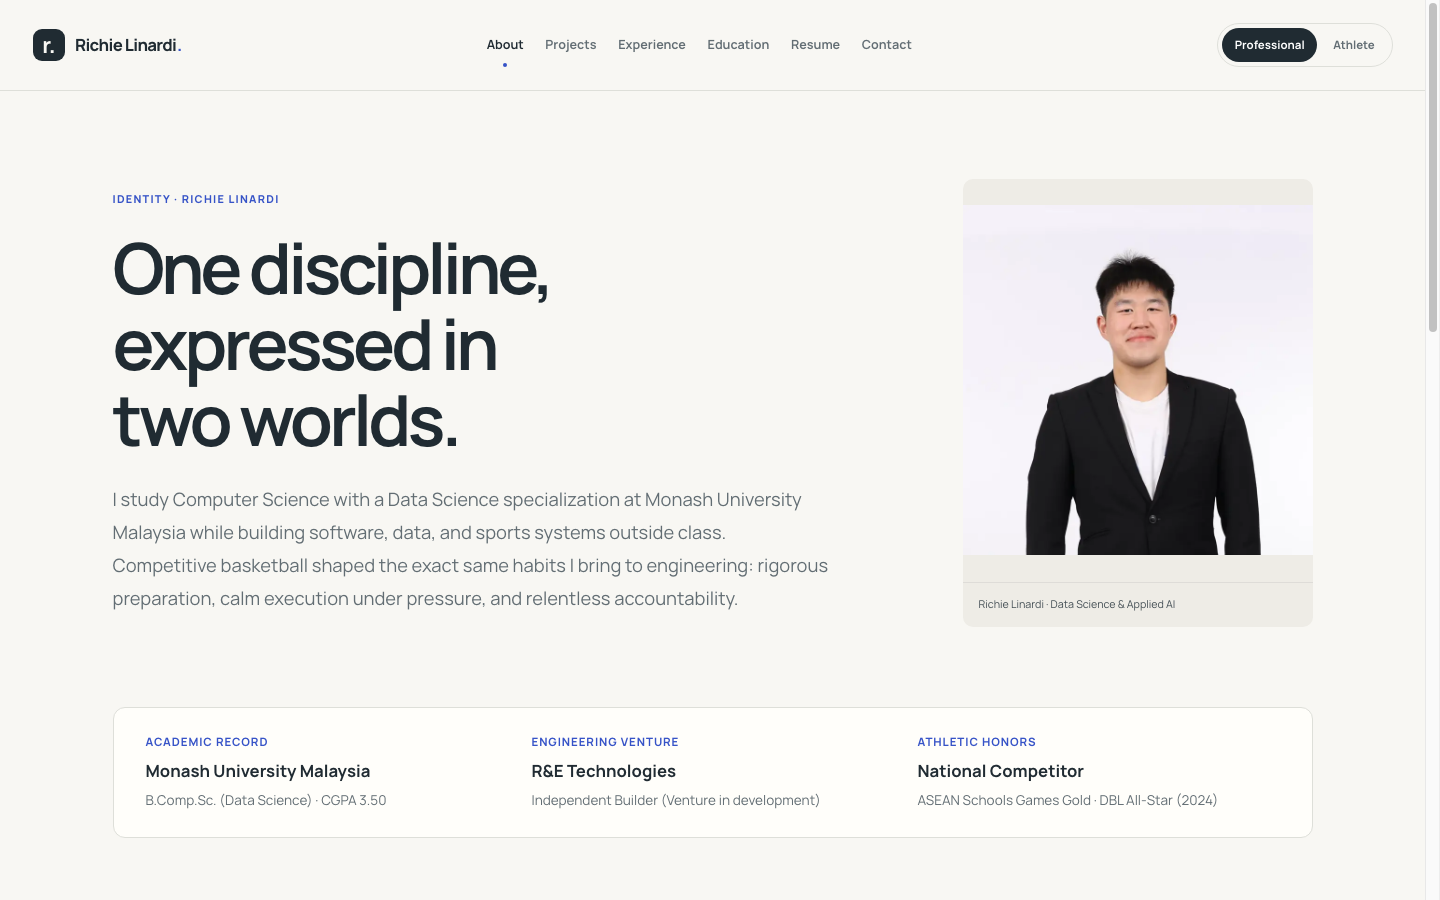 r. Richie Linardi.
About Projects Experience Education Resume Contact
Professional Athlete
IDENTITY · RICHIE LINARDI
One discipline,
expressed in
two worlds.
I study Computer Science with a Data Science specialization at Monash University
Malaysia while building software, data, and sports systems outside class.
Competitive basketball shaped the exact same habits I bring to engineering: rigorous
preparation, calm execution under pressure, and relentless accountability.
Richie Linardi · Data Science & Applied AI
ACADEMIC RECORD
Monash University Malaysia
B.Comp.Sc. (Data Science) · CGPA 3.50
ENGINEERING VENTURE
R&E Technologies
Independent Builder (Venture in development)
ATHLETIC HONORS
National Competitor
ASEAN Schools Games Gold · DBL All-Star (2024)